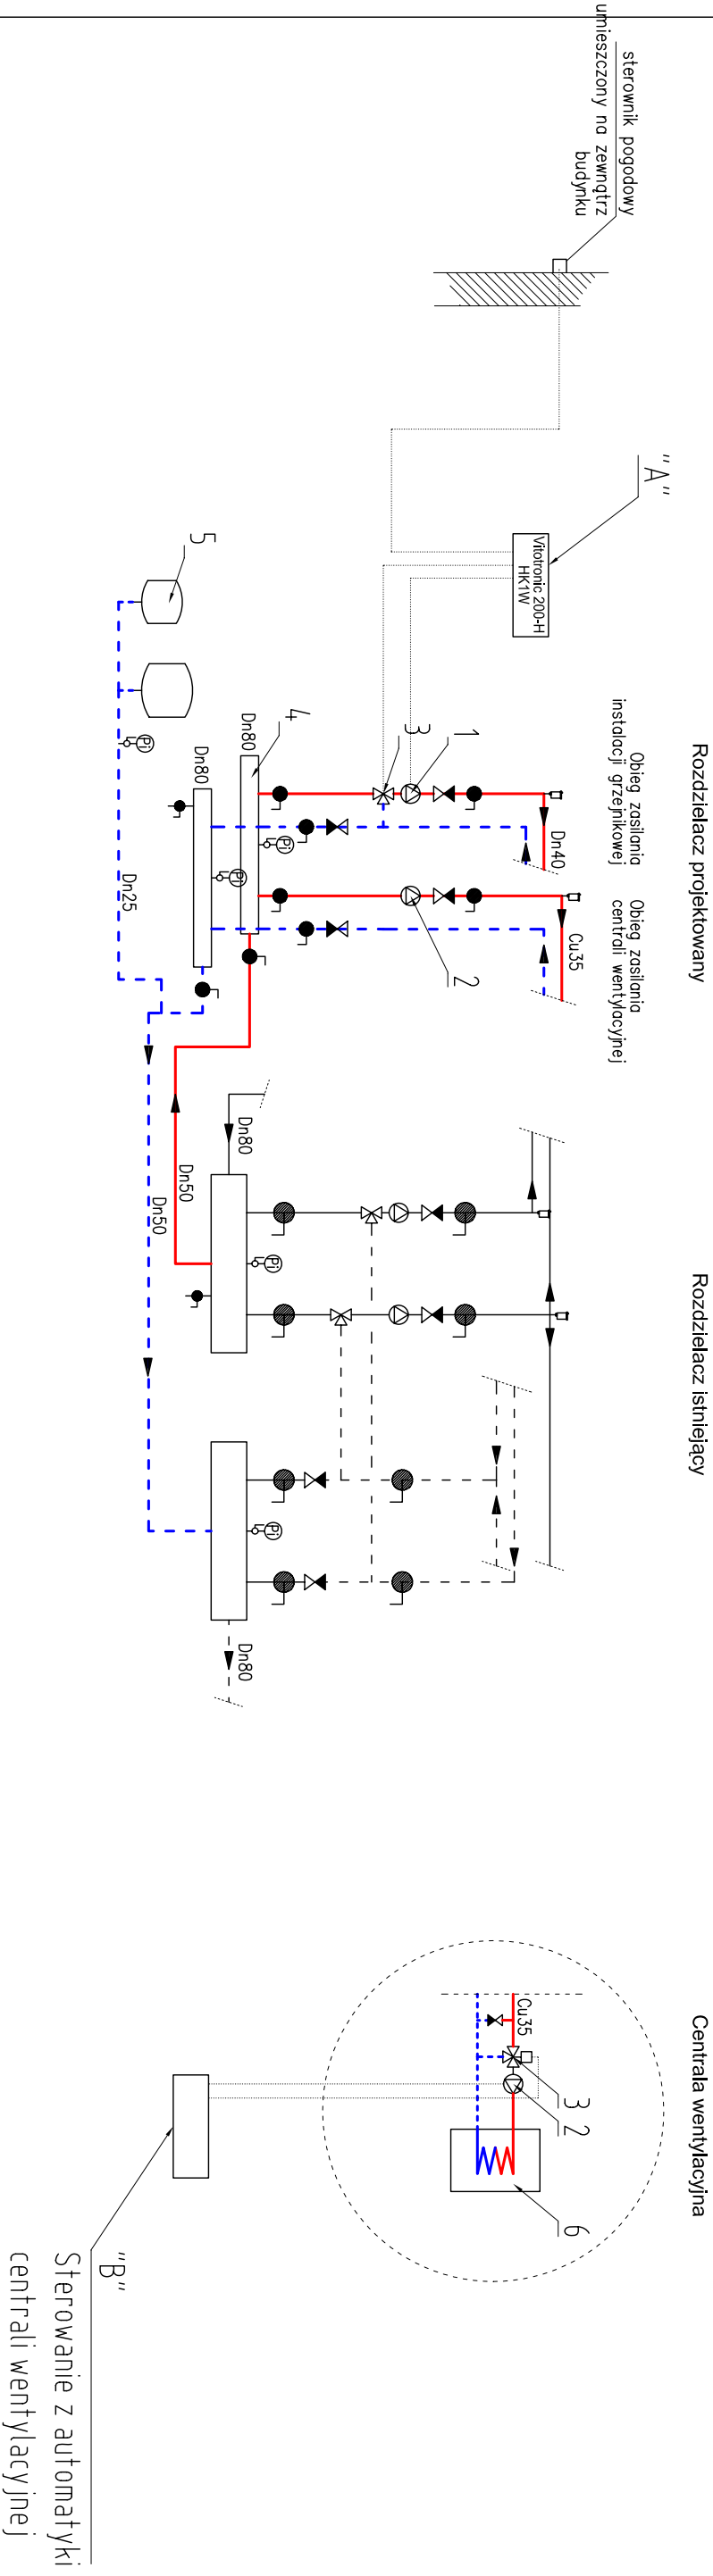 sterownik pogodowy
umieszczony na zewnątrz
budynku
"A"
Vitotronic 200-H
HK1W
Rozdzielacz projektowany
Obieg zasilania
instalacji grzejnikowej
Obieg zasilania
centrali wentylacyjnej
Dn40
Cu35
1
3
2
4
Dn80
Pi
Dn80
Pi
5
Pi
Dn25
Rozdzielacz istniejący
Dn80
Dn50
Dn50
Pi
Pi
Dn80
Centrala wentylacyjna
Cu35
3
2
6
"B"
Sterowanie z automatyki
centrali wentylacyjnej